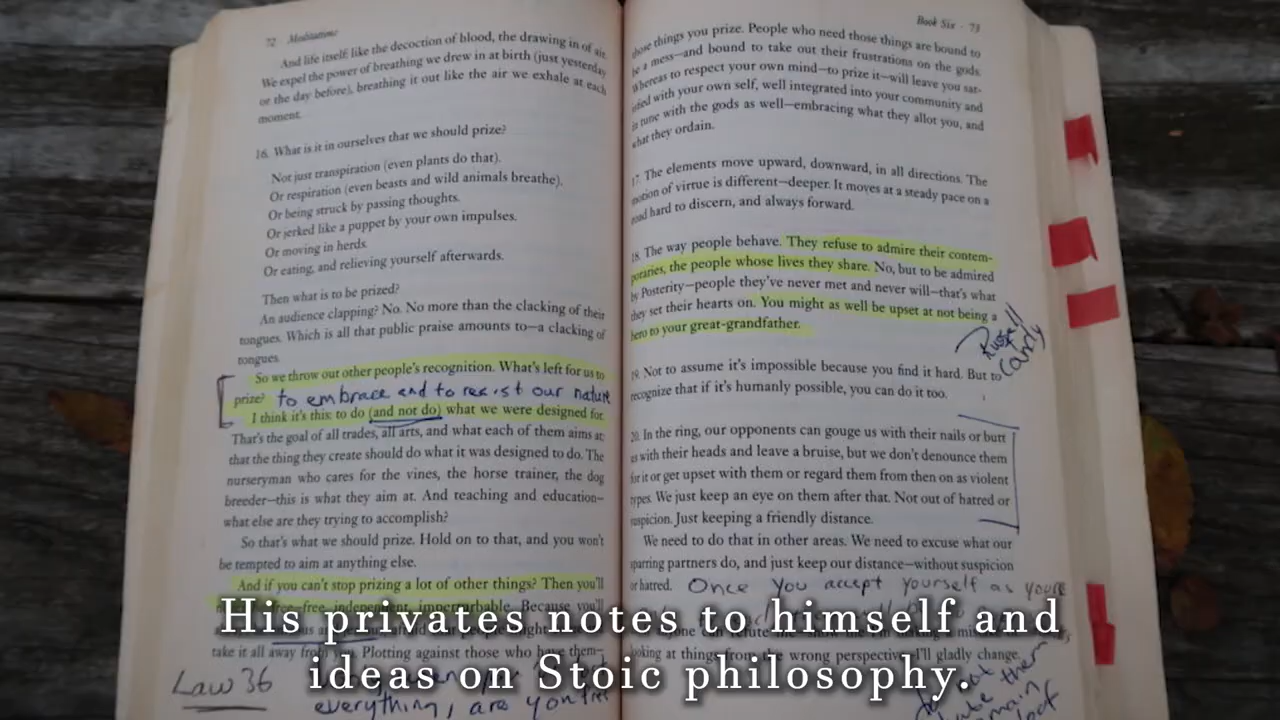 72 Meditations
And life itself like the decoction of blood, the drawing in of air.
We expel the power of breathing we drew in at birth (just yesterday
or the day before), breathing it out like the air we exhale at each
moment.
16. What is it in ourselves that we should prize?
Not just transpiration (even plants do that).
Or respiration (even beasts and wild animals breathe).
Or being struck by passing thoughts.
Or jerked like a puppet by your own impulses.
Or moving in herds.
Or eating, and relieving yourself afterwards.
Then what is to be prized?
An audience clapping? No. No more than the clacking of their
tongues. Which is all that public praise amounts to—a clacking of
tongues.
So we throw out other people's recognition. What's left for us to
prize? to embrace and to resist our nature
I think it's this: to do (and not do) what we were designed for.
That's the goal of all trades, all arts, and what each of them aims at:
that the thing they create should do what it was designed to do. The
nurseryman who cares for the vines, the horse trainer, the dog
breeder—this is what they aim at. And teaching and education—
what else are they trying to accomplish?
So that's what we should prize. Hold on to that, and you won't
be tempted to aim at anything else.
And if you can't stop prizing a lot of other things? Then you'll
free—free, independent, imperturbable. Because you'll
take it all away from you. Plotting against those who have them—
Law 36
everything, are you
Book Six · 73
those things you prize. People who need those things are bound to
be a mess—and bound to take out their frustrations on the gods.
Whereas to respect your own mind—to prize it—will leave you sat-
isfied with your own self, well integrated into your community and
in tune with the gods as well—embracing what they allot you, and
what they ordain.
17. The elements move upward, downward, in all directions. The
motion of virtue is different—deeper. It moves at a steady pace on a
road hard to discern, and always forward.
18. The way people behave. They refuse to admire their contem-
poraries, the people whose lives they share. No, but to be admired
by Posterity—people they've never met and never will—that's what
they set their hearts on. You might as well be upset at not being a
hero to your great-grandfather.
19. Not to assume it's impossible because you find it hard. But to
recognize that if it's humanly possible, you can do it too.
20. In the ring, our opponents can gouge us with their nails or butt
us with their heads and leave a bruise, but we don't denounce them
for it or get upset with them or regard them from then on as violent
types. We just keep an eye on them after that. Not out of hatred or
suspicion. Just keeping a friendly distance.
We need to do that in other areas. We need to excuse what our
sparring partners do, and just keep our distance—without suspicion
or hatred. Once you accept yourself as
looking at things from the wrong perspective, I'll gladly change.
His privates notes to himself and
ideas on Stoic philosophy.